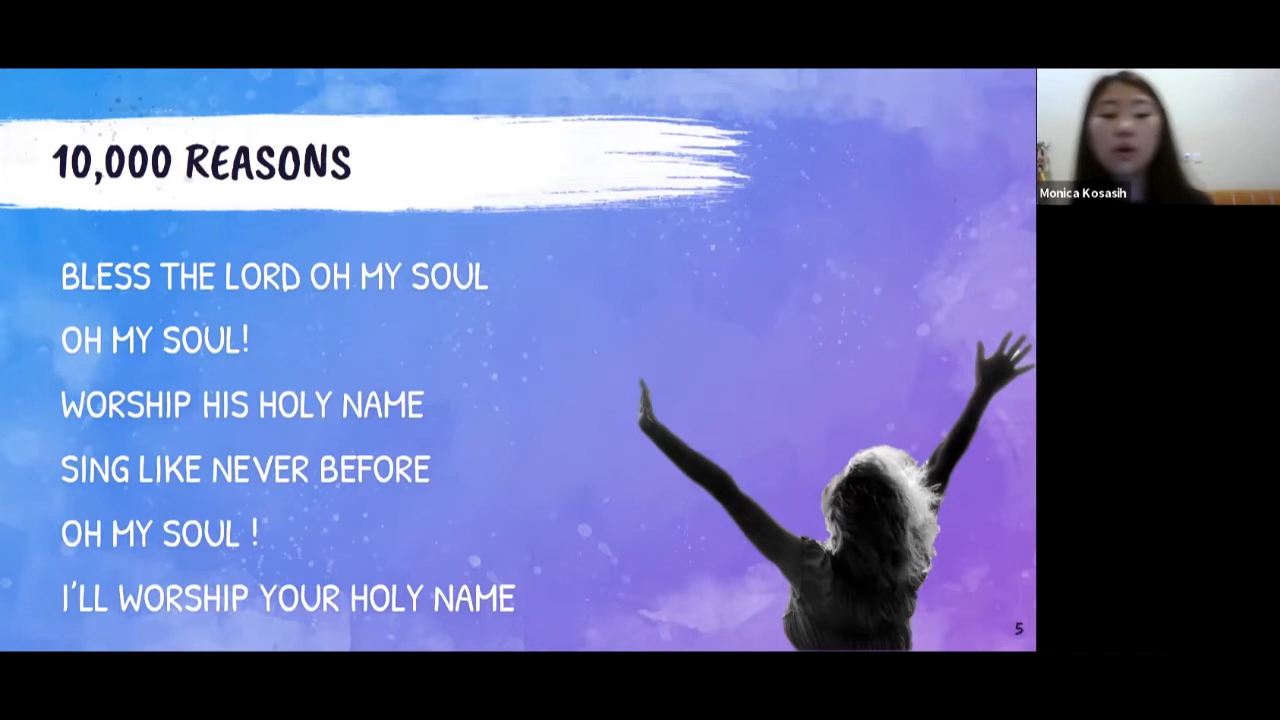 10,000 REASONS
BLESS THE LORD OH MY SOUL
OH MY SOUL!
WORSHIP HIS HOLY NAME
SING LIKE NEVER BEFORE
OH MY SOUL !
I'LL WORSHIP YOUR HOLY NAME
5
Monica Kosasih